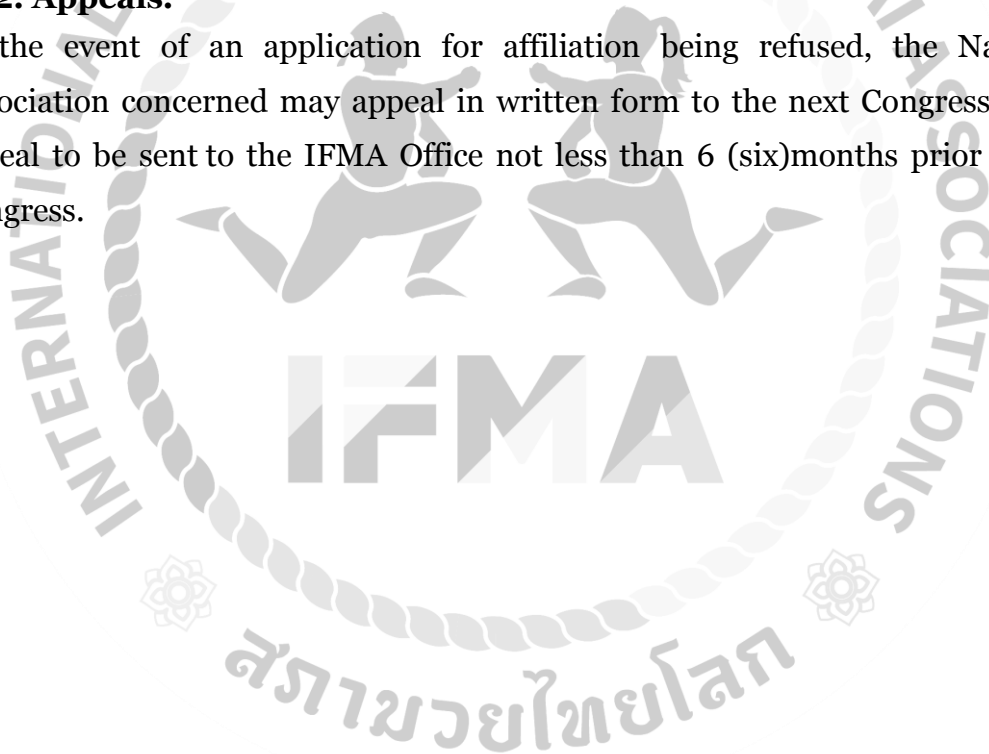 2. Appeals:
the event of an application for affiliation being refused, the Na
ociation concerned may appeal in written form to the next Congress
eal to be sent to the IFMA Office not less than 6 (six)months prior
gress.
INTERNATIONAL
ASSOCIATIONS
IFMA
สภามวยไทยโลก